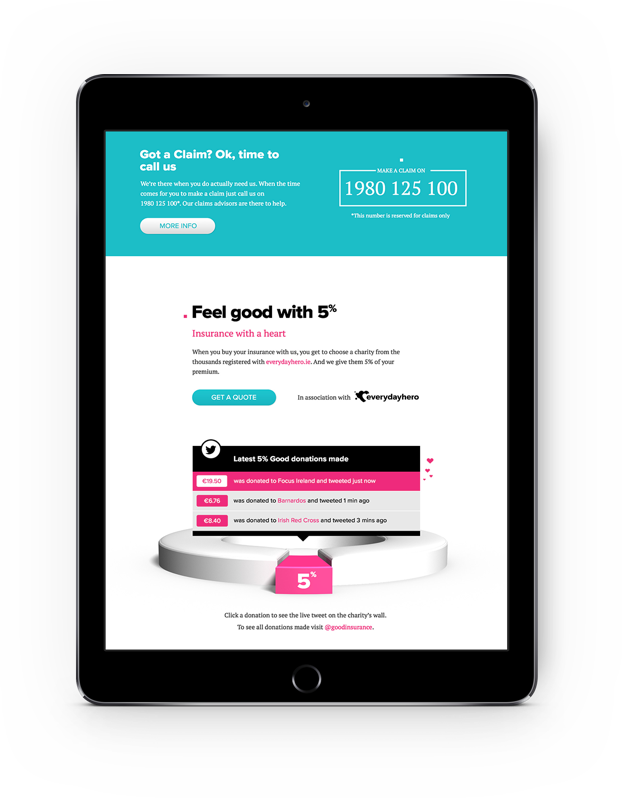 Got a Claim? Ok, time to
call us
We're there when you do actually need us. When the time
comes for you to make a claim just call us on
1980 125 100*. Our claims advisors are there to help.
MORE INFO
MAKE A CLAIM ON
1980 125 100
*This number is reserved for claims only
Feel good with 5%
Insurance with a heart
When you buy your insurance with us, you get to choose a charity from the
thousands registered with everydayhero.ie. And we give them 5% of your
premium.
GET A QUOTE
In association with everydayhero
Latest 5% Good donations made
€19.50 was donated to Focus Ireland and tweeted just now
€6.76 was donated to Barnardos and tweeted 1 min ago
€8.40 was donated to Irish Red Cross and tweeted 3 mins ago
5%
Click a donation to see the live tweet on the charity's wall.
To see all donations made visit @goodinsurance.